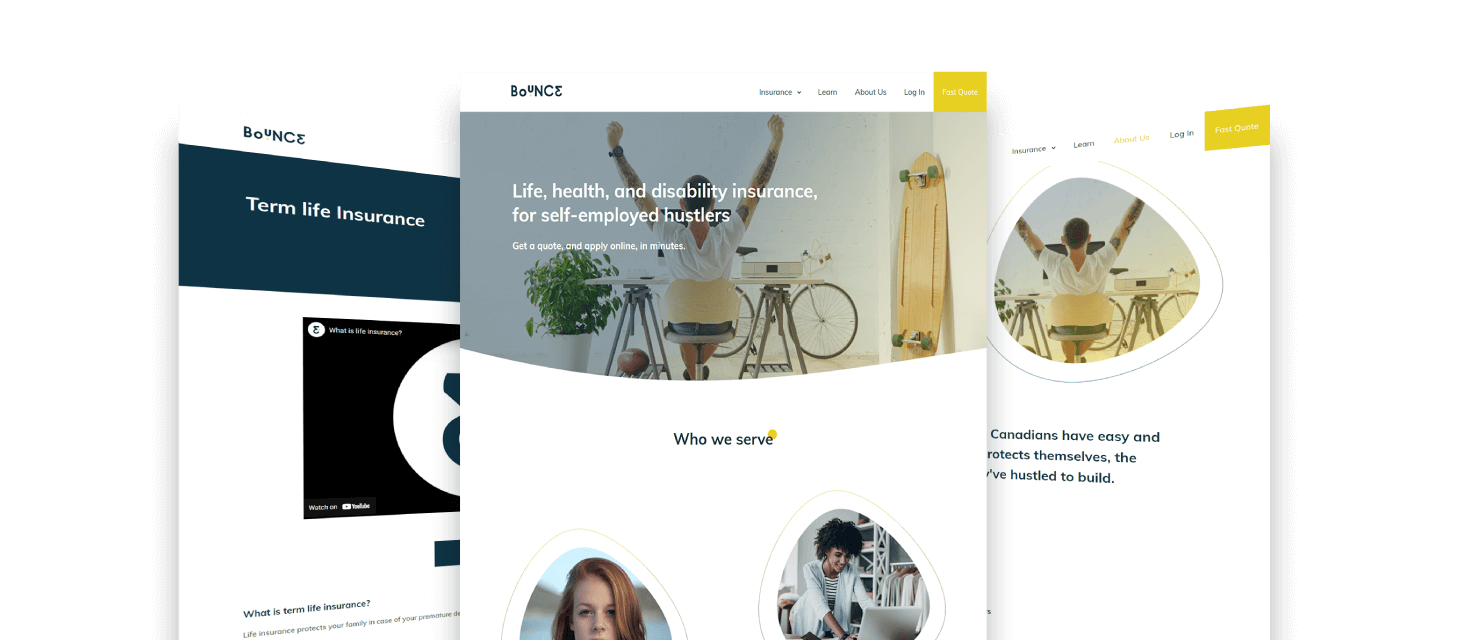 BOUNCE
Term life Insurance
What is life insurance?
Watch on YouTube
What is term life insurance?
Life insurance protects your family in case of your premature de
BOUNCE
Insurance
Learn
About Us
Log In
Fast Quote
Life, health, and disability insurance,
for self-employed hustlers
Get a quote, and apply online, in minutes.
Who we serve
Insurance
Learn
About Us
Log In
Fast Quote
Canadians have easy and
rotects themselves, the
've hustled to build.